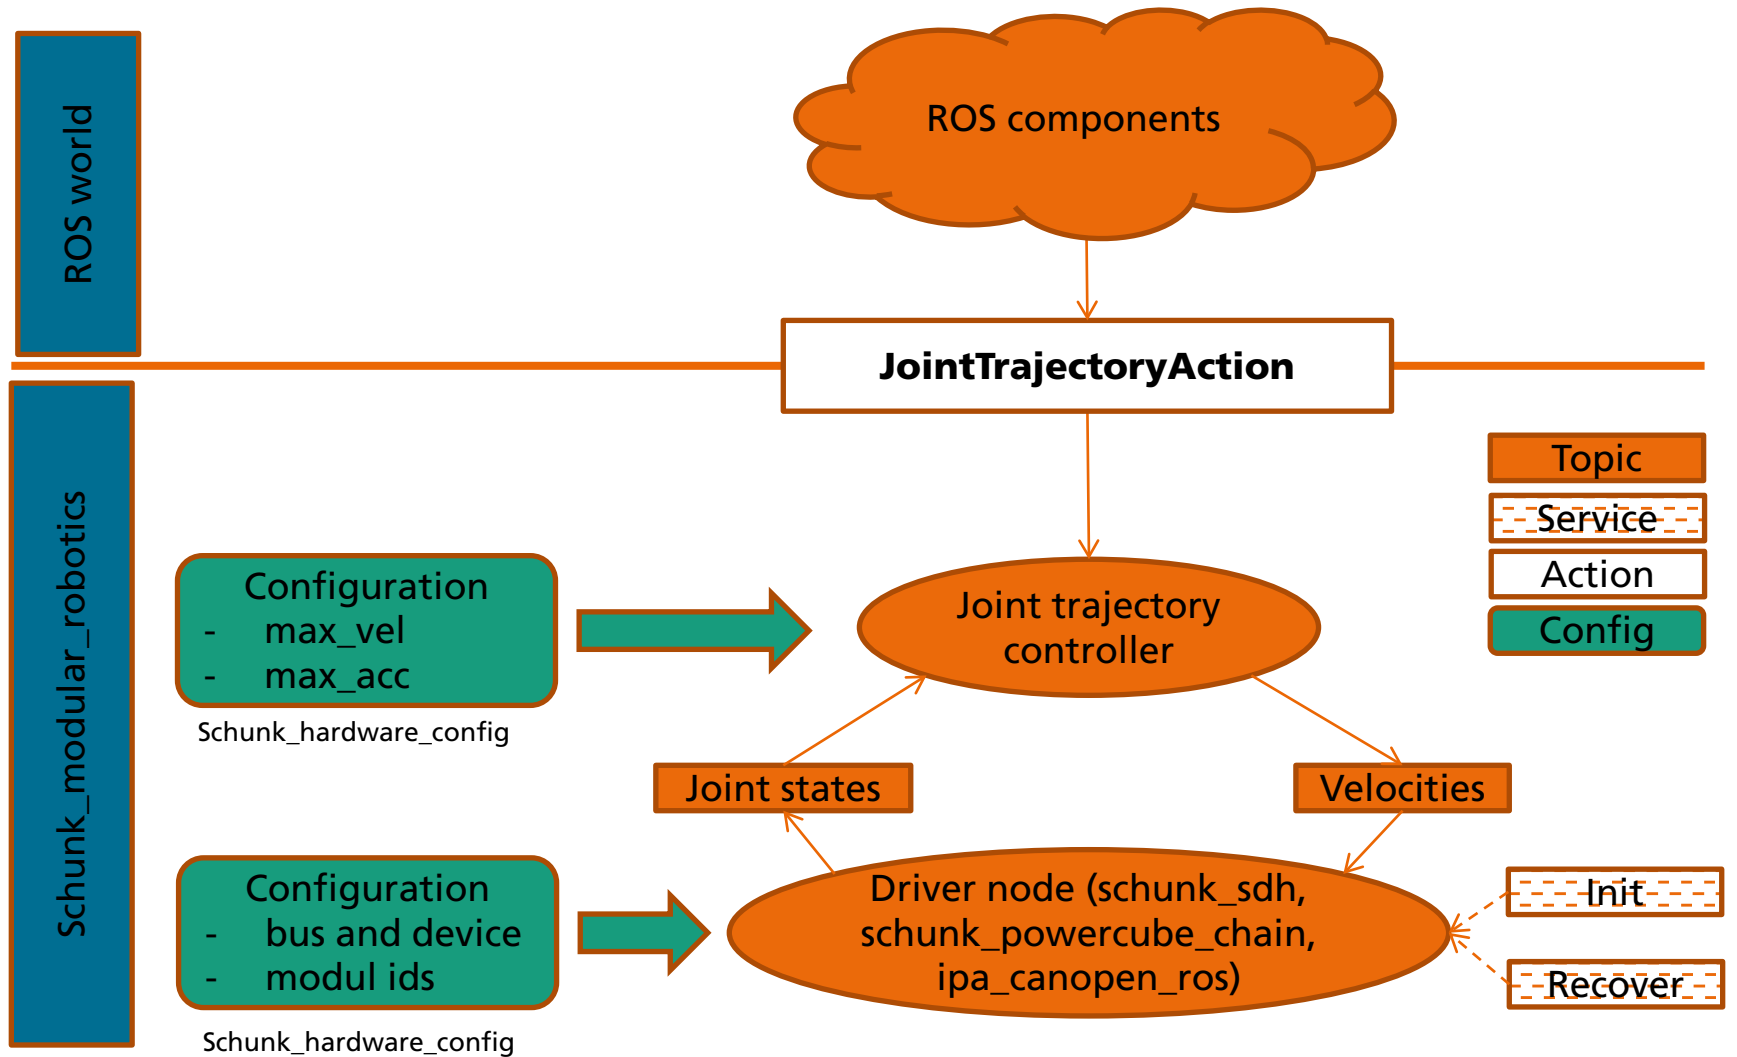 ROS world
ROS components
JointTrajectoryAction
Schunk_modular_robotics
Topic
Service
Action
Config
Configuration
- max_vel
- max_acc
Schunk_hardware_config
Joint trajectory
controller
Joint states
Velocities
Configuration
- bus and device
- modul ids
Schunk_hardware_config
Driver node (schunk_sdh,
schunk_powercube_chain,
ipa_canopen_ros)
Init
Recover